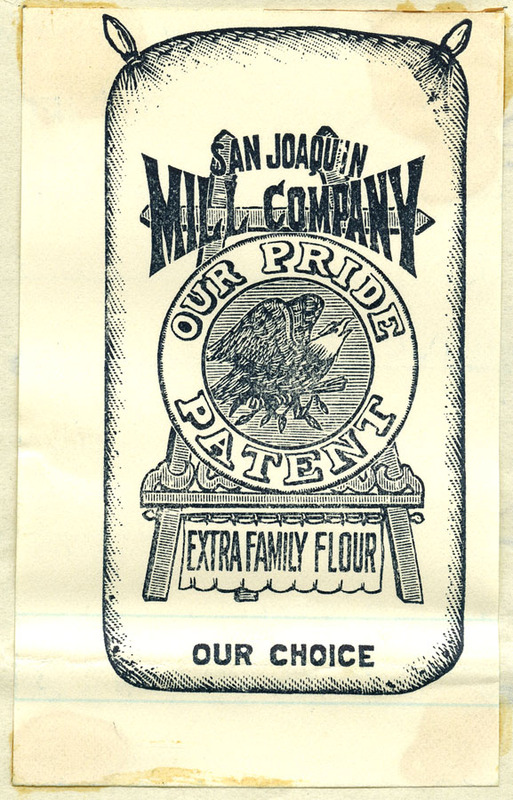 SAN JOAQUIN
MILL COMPANY
OUR PRIDE
PATENT
EXTRA FAMILY FLOUR
OUR CHOICE